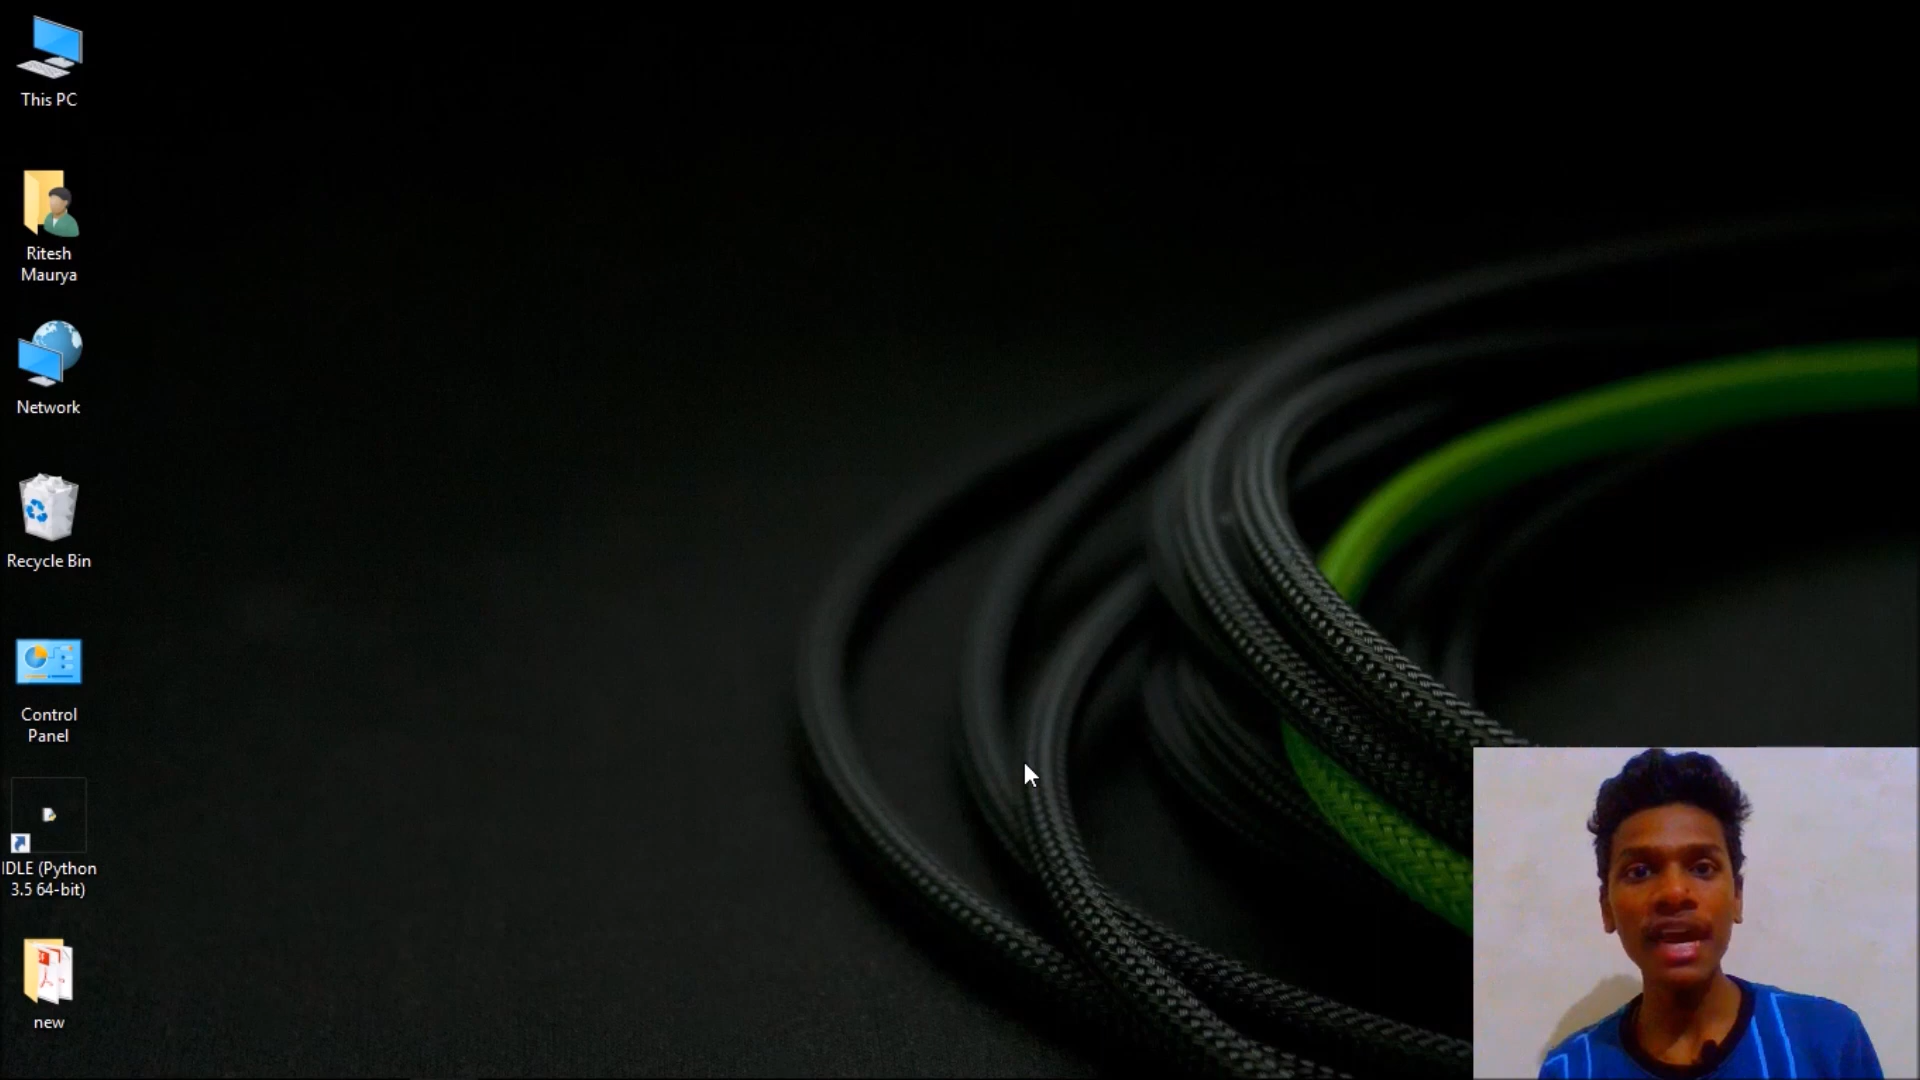 This PC
Ritesh
Maurya
Network
Recycle Bin
Control
Panel
IDLE (Python
3.5 64-bit)
new